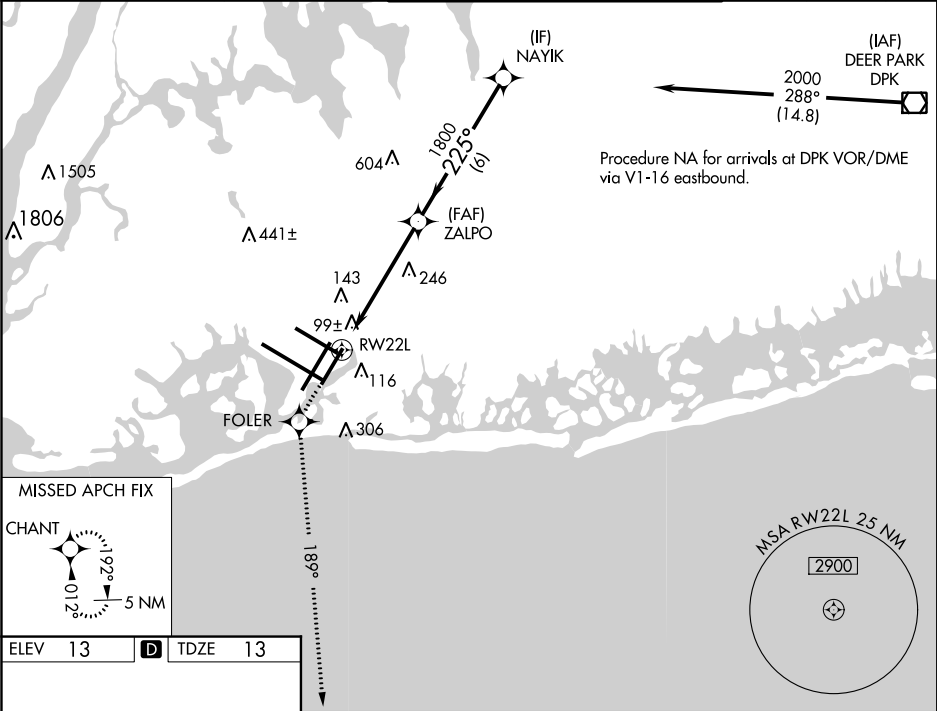 (IF)
NAYIK
(IAF)
DEER PARK
DPK
2000
288°
(14.8)
1800
225°
(6)
604
Procedure NA for arrivals at DPK VOR/DME
via V1-16 eastbound.
1505
1806
441±
(FAF)
ZALPO
246
143
99±
RW22L
116
FOLER
306
MISSED APCH FIX
CHANT
192°
012°
5 NM
189°
MSA RW22L 25 NM
2900
ELEV 13 D TDZE 13